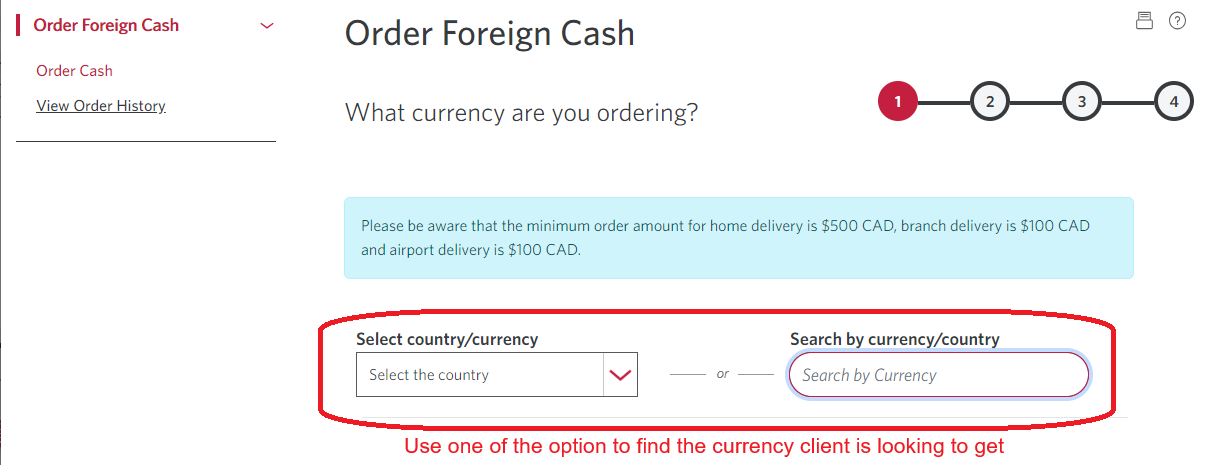 Order Foreign Cash
Order Cash
View Order History
Order Foreign Cash
?
What currency are you ordering?
1
2
3
4
Please be aware that the minimum order amount for home delivery is $500 CAD, branch delivery is $100 CAD
and airport delivery is $100 CAD.
Select country/currency
Select the country
or
Search by currency/country
Search by Currency
Use one of the option to find the currency client is looking to get